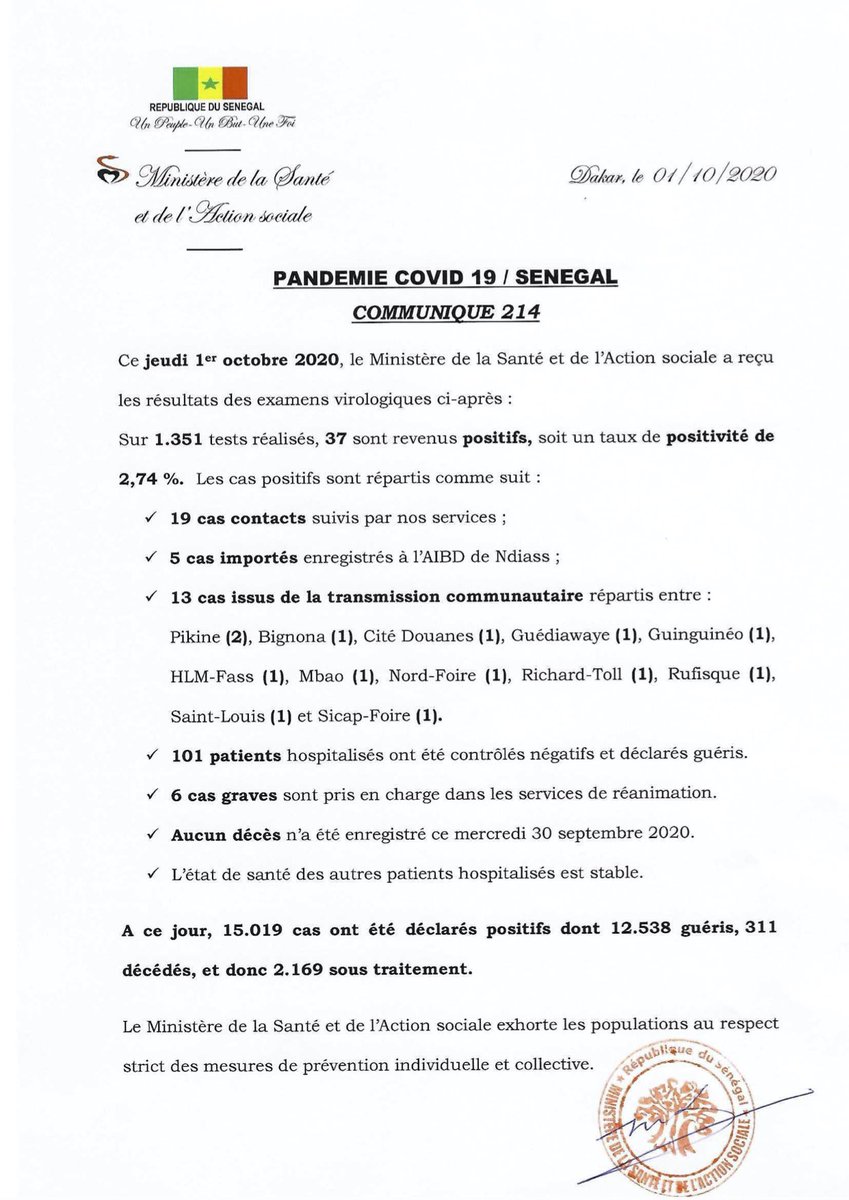 REPUBLIQUE DU SENEGAL
Un Peuple-Un But-Une Foi
Ministère de la Santé
et de l'Action sociale
Dakar, le 01/10/2020
PANDEMIE COVID 19 / SENEGAL
COMMUNIQUE 214
Ce jeudi 1er octobre 2020, le Ministère de la Santé et de l'Action sociale a reçu
les résultats des examens virologiques ci-après :
Sur 1.351 tests réalisés, 37 sont revenus positifs, soit un taux de positivité de
2,74 %. Les cas positifs sont répartis comme suit :
✓ 19 cas contacts suivis par nos services ;
✓ 5 cas importés enregistrés à l'AIBD de Ndiass ;
✓ 13 cas issus de la transmission communautaire répartis entre :
Pikine (2), Bignona (1), Cité Douanes (1), Guédiawaye (1), Guinguinéo (1),
HLM-Fass (1), Mbao (1), Nord-Foire (1), Richard-Toll (1), Rufisque (1),
Saint-Louis (1) et Sicap-Foire (1).
✓ 101 patients hospitalisés ont été contrôlés négatifs et déclarés guéris.
✓ 6 cas graves sont pris en charge dans les services de réanimation.
✓ Aucun décès n'a été enregistré ce mercredi 30 septembre 2020.
✓ L'état de santé des autres patients hospitalisés est stable.
A ce jour, 15.019 cas ont été déclarés positifs dont 12.538 guéris, 311
décédés, et donc 2.169 sous traitement.
Le Ministère de la Santé et de l'Action sociale exhorte les populations au respect
strict des mesures de prévention individuelle et collective.
République du Sénégal
MINISTÈRE DE LA SANTÉ ET DE L'ACTION SOCIALE